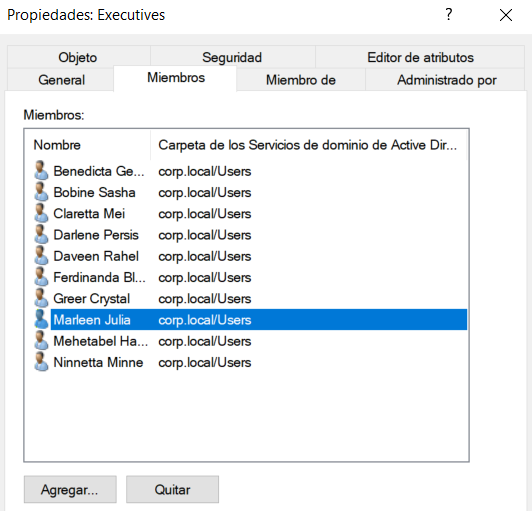 Propiedades: Executives
Objeto Seguridad Editor de atributos
General Miembros Miembro de Administrado por
Miembros:
Nombre Carpeta de los Servicios de dominio de Active Dir...
Benedicta Ge... corp.local/Users
Bobine Sasha corp.local/Users
Claretta Mei corp.local/Users
Darlene Persis corp.local/Users
Daveen Rahel corp.local/Users
Ferdinanda Bl... corp.local/Users
Greer Crystal corp.local/Users
Marleen Julia corp.local/Users
Mehetabel Ha... corp.local/Users
Ninnetta Minne corp.local/Users
Agregar... Quitar